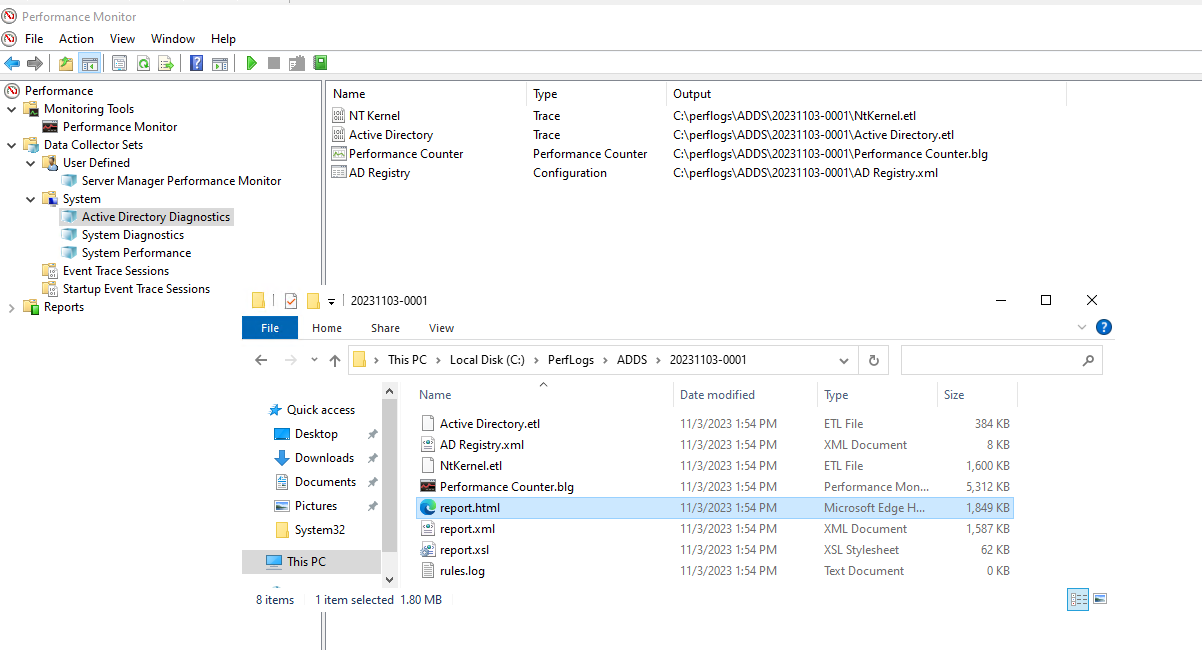 Performance Monitor
File Action View Window Help
Performance
Monitoring Tools
Performance Monitor
Data Collector Sets
User Defined
Server Manager Performance Monitor
System
Active Directory Diagnostics
System Diagnostics
System Performance
Event Trace Sessions
Startup Event Trace Sessions
Reports
Name Type Output
NT Kernel Trace C:\perflogs\ADDS\20231103-0001\NtKernel.etl
Active Directory Trace C:\perflogs\ADDS\20231103-0001\Active Directory.etl
Performance Counter Performance Counter C:\perflogs\ADDS\20231103-0001\Performance Counter.blg
AD Registry Configuration C:\perflogs\ADDS\20231103-0001\AD Registry.xml
20231103-0001
File Home Share View
This PC > Local Disk (C:) > PerfLogs > ADDS > 20231103-0001
Quick access
Desktop
Downloads
Documents
Pictures
System32
This PC
Name Date modified Type Size
Active Directory.etl 11/3/2023 1:54 PM ETL File 384 KB
AD Registry.xml 11/3/2023 1:54 PM XML Document 8 KB
NtKernel.etl 11/3/2023 1:54 PM ETL File 1,600 KB
Performance Counter.blg 11/3/2023 1:54 PM Performance Mon... 5,312 KB
report.html 11/3/2023 1:54 PM Microsoft Edge H... 1,849 KB
report.xml 11/3/2023 1:54 PM XML Document 1,587 KB
report.xsl 11/3/2023 1:54 PM XSL Stylesheet 62 KB
rules.log 11/3/2023 1:54 PM Text Document 0 KB
8 items 1 item selected 1.80 MB